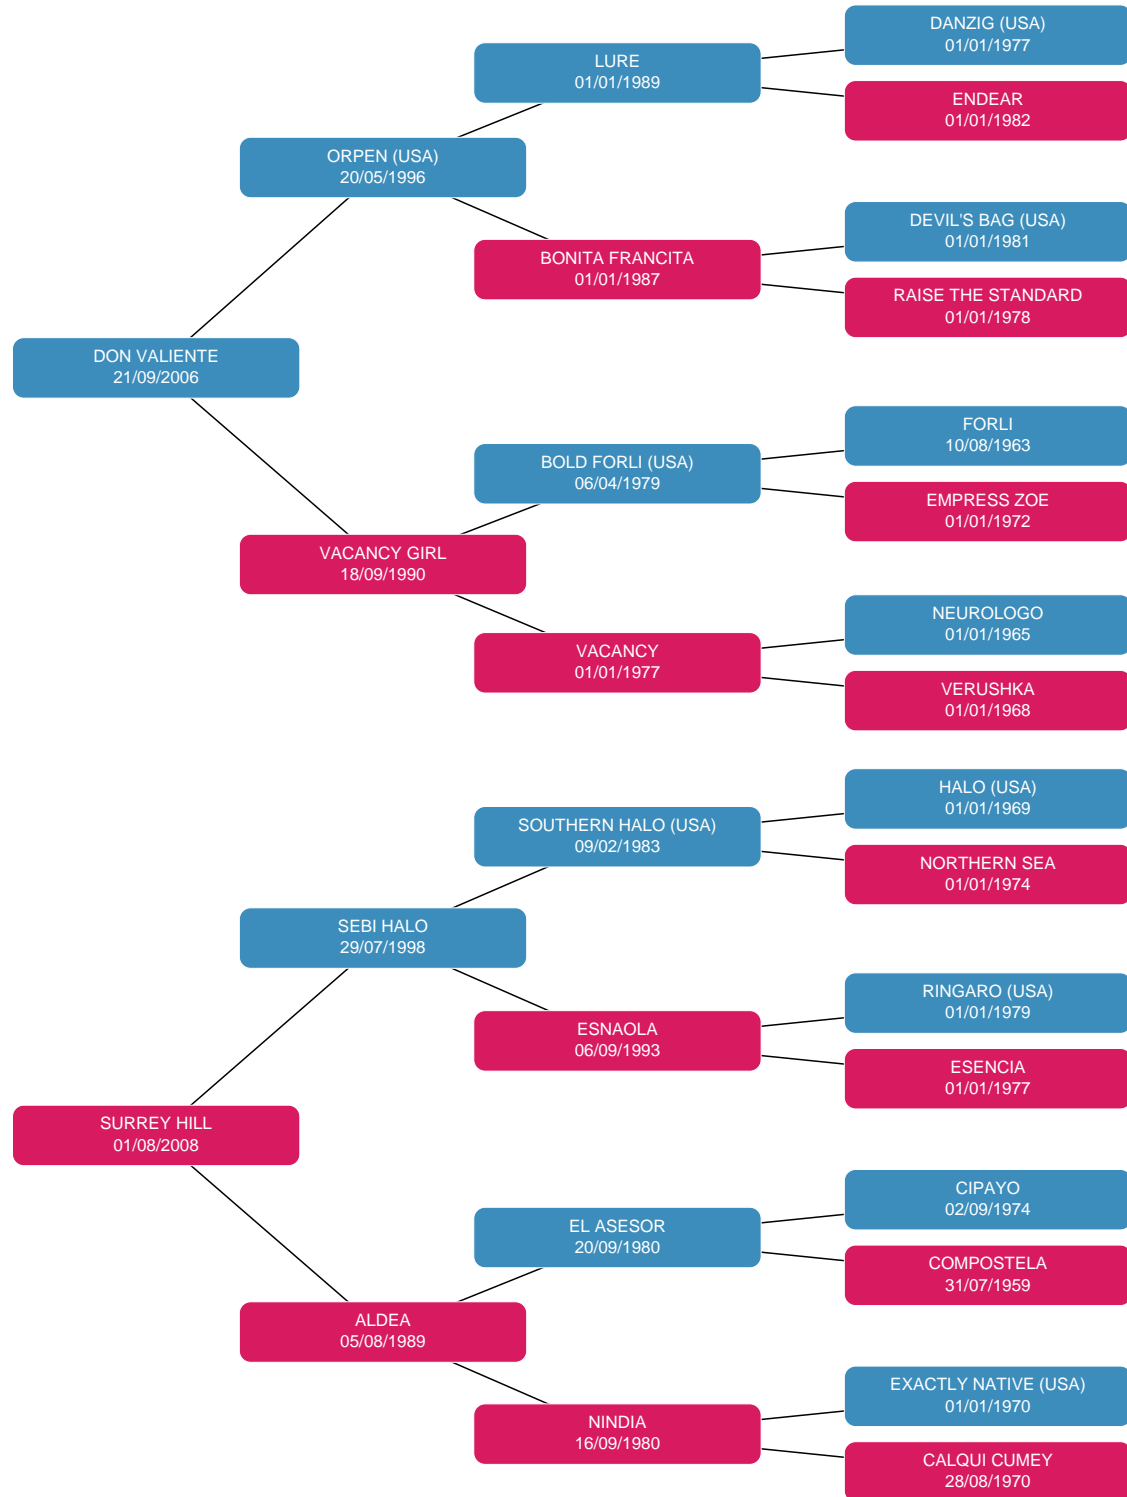 DANZIG (USA)
01/01/1977
LURE
01/01/1989
ENDEAR
01/01/1982
ORPEN (USA)
20/05/1996
DEVIL'S BAG (USA)
01/01/1981
BONITA FRANCITA
01/01/1987
RAISE THE STANDARD
01/01/1978
DON VALIENTE
21/09/2006
FORLI
10/08/1963
BOLD FORLI (USA)
06/04/1979
EMPRESS ZOE
01/01/1972
VACANCY GIRL
18/09/1990
NEUROLOGO
01/01/1965
VACANCY
01/01/1977
VERUSHKA
01/01/1968
HALO (USA)
01/01/1969
SOUTHERN HALO (USA)
09/02/1983
NORTHERN SEA
01/01/1974
SEBI HALO
29/07/1998
RINGARO (USA)
01/01/1979
ESNAOLA
06/09/1993
ESENCIA
01/01/1977
SURREY HILL
01/08/2008
CIPAYO
02/09/1974
EL ASESOR
20/09/1980
COMPOSTELA
31/07/1959
ALDEA
05/08/1989
EXACTLY NATIVE (USA)
01/01/1970
NINDIA
16/09/1980
CALQUI CUMEY
28/08/1970